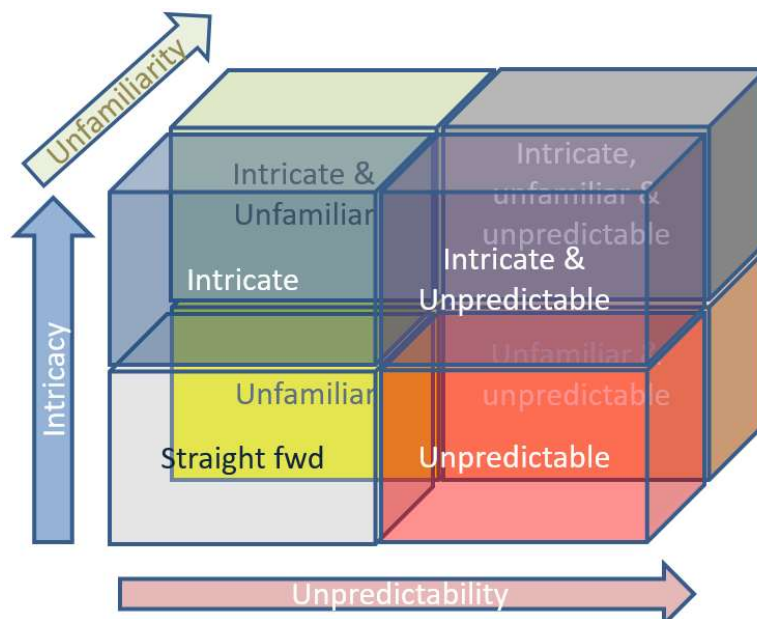 Unfamiliarity
Intricate &
Unfamiliar
Intricate,
unfamiliar &
unpredictable
Intricate
Intricate &
Unpredictable
Intricacy
Unfamiliar
Unfamiliar &
unpredictable
Straight fwd
Unpredictable
Unpredictability